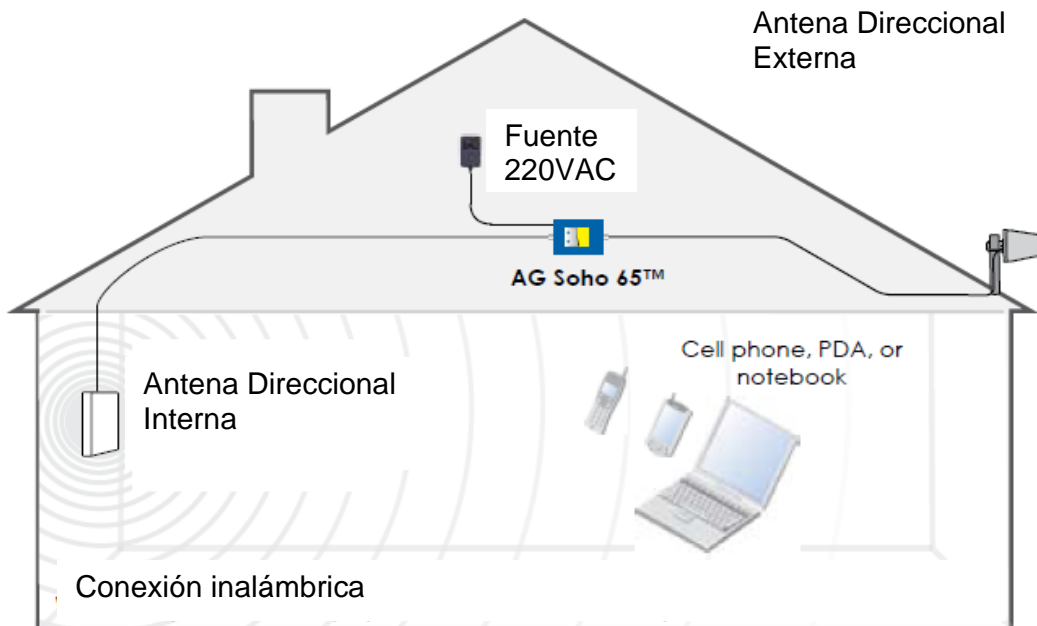 Antena Direccional
Externa
Fuente
220VAC
AG Soho 65™
Cell phone, PDA, or
notebook
Antena Direccional
Interna
Conexión inalámbrica